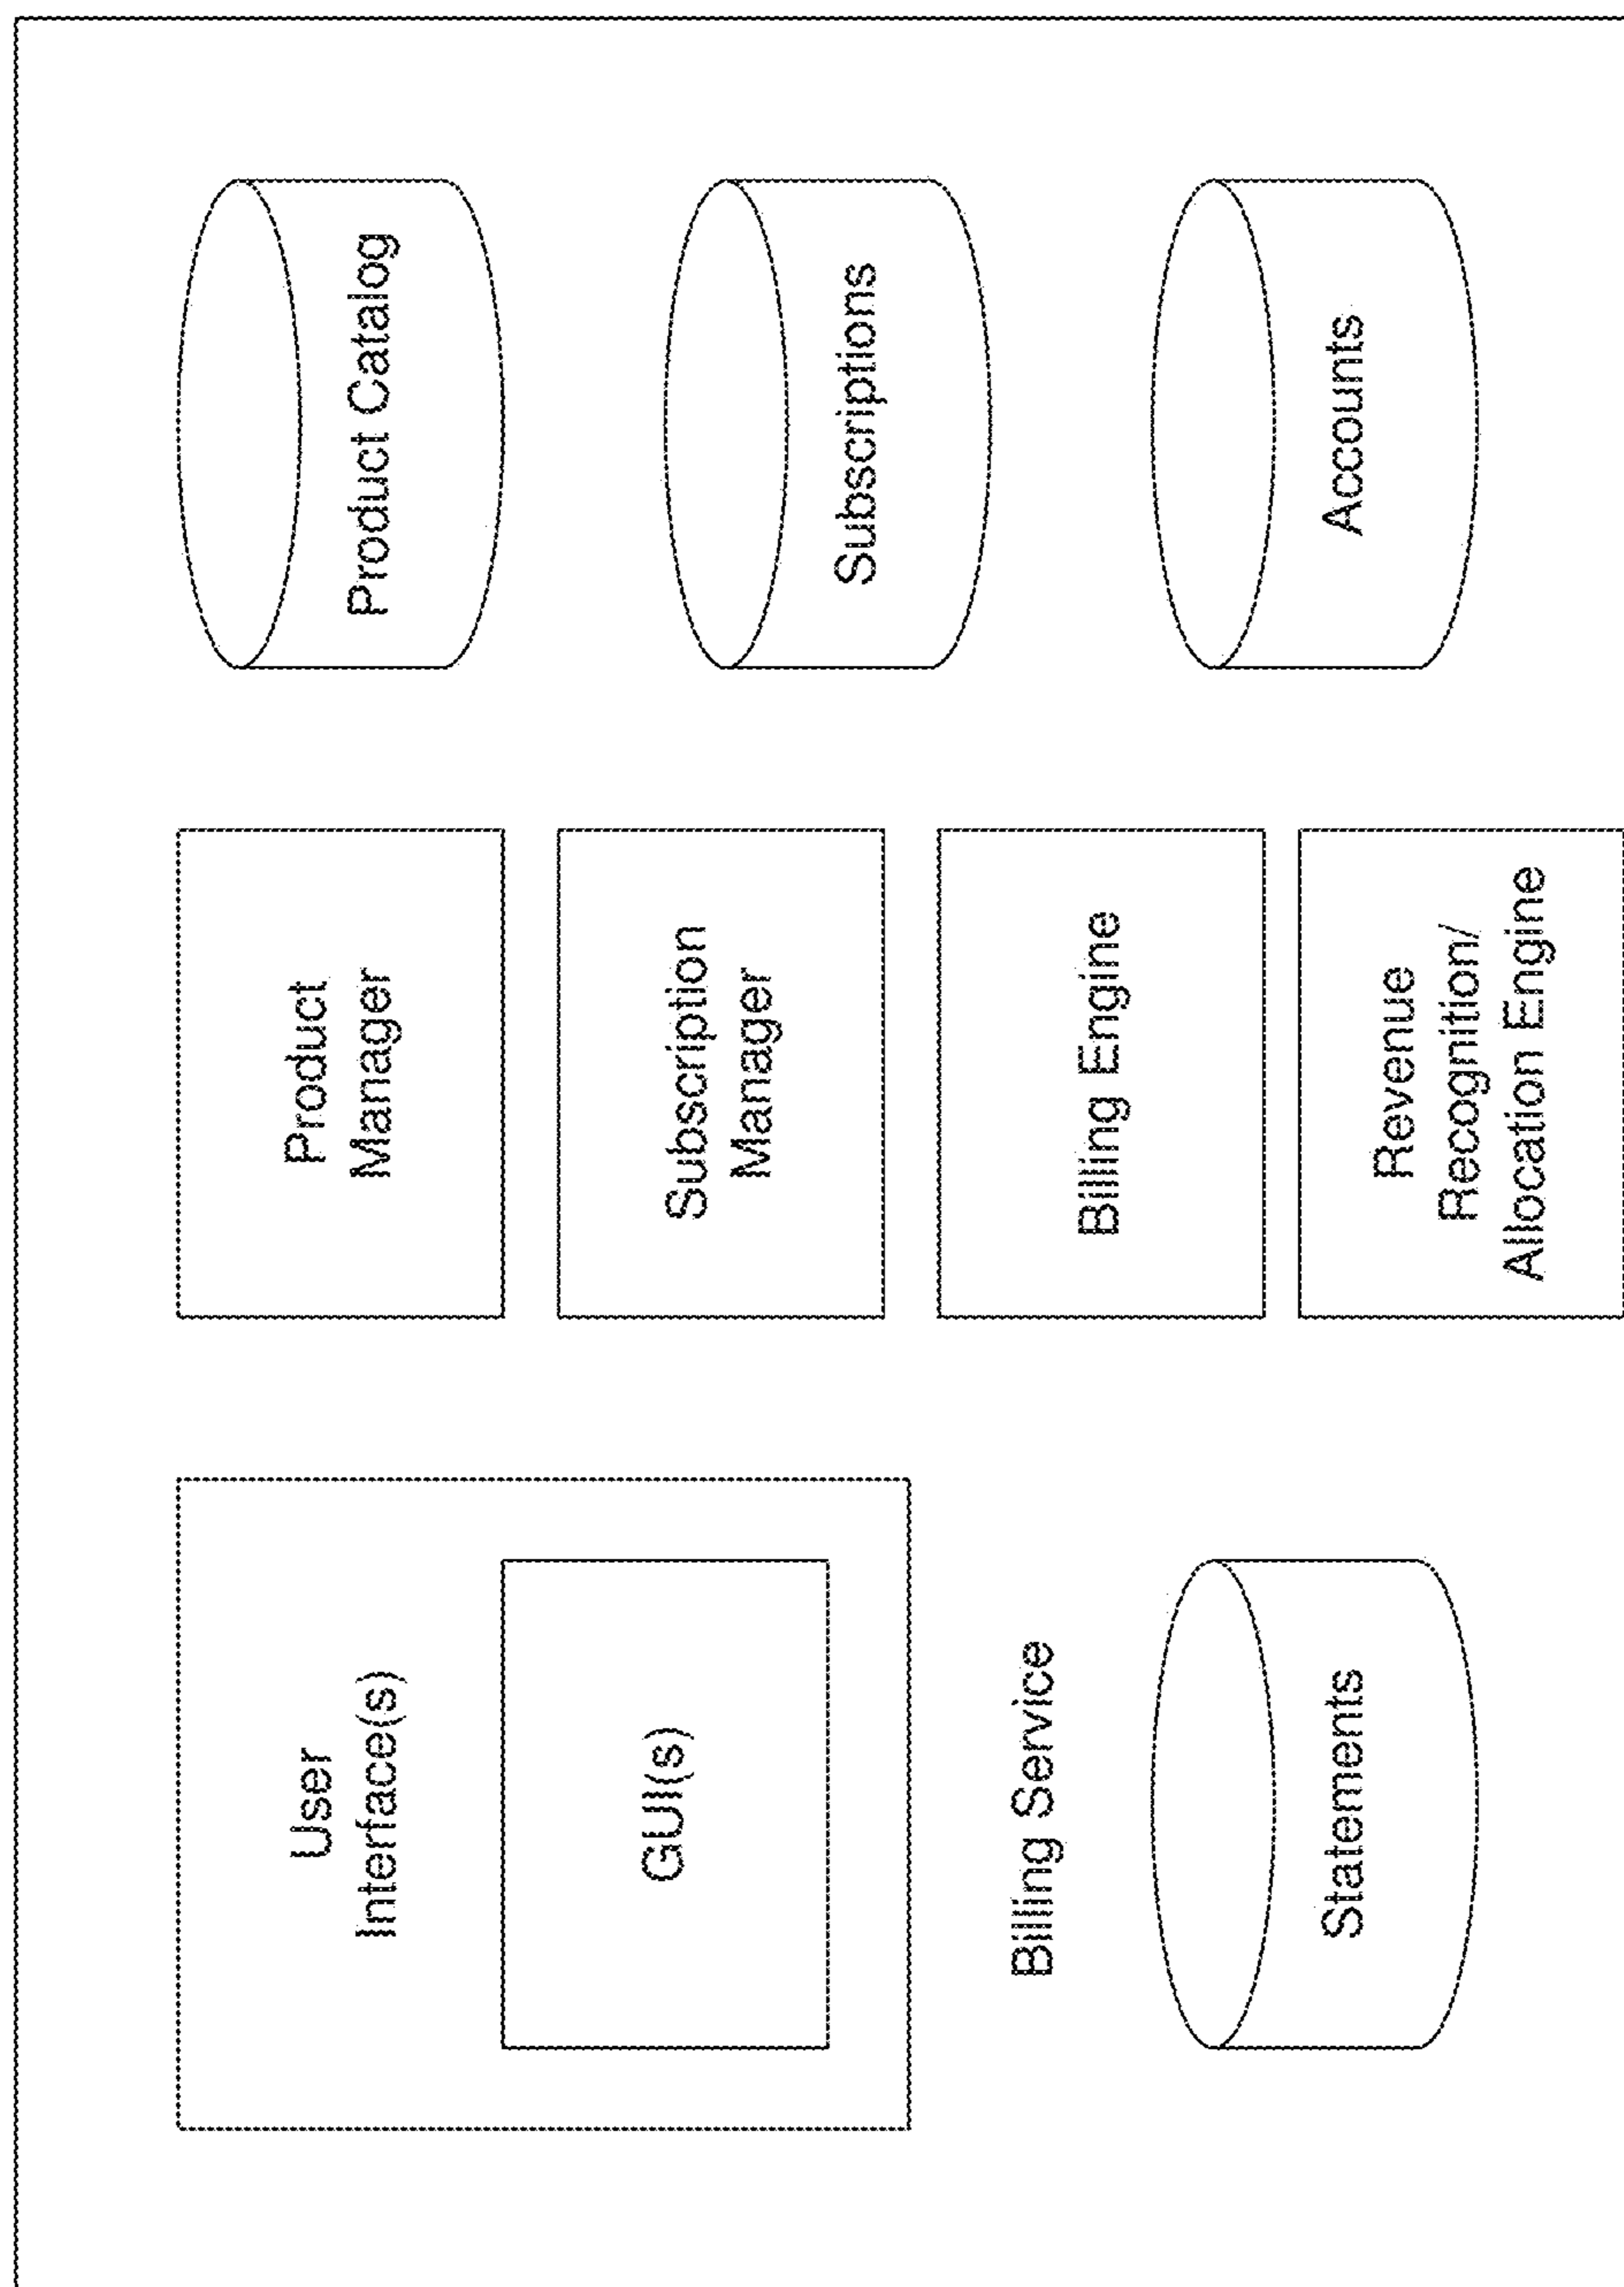 User
Interface(s)
GUI(s)
Billing Service
Statements
Product
Manager
Subscription
Manager
Billing Engine
Revenue
Recognition/
Allocation Engine
Product Catalog
Subscriptions
Accounts